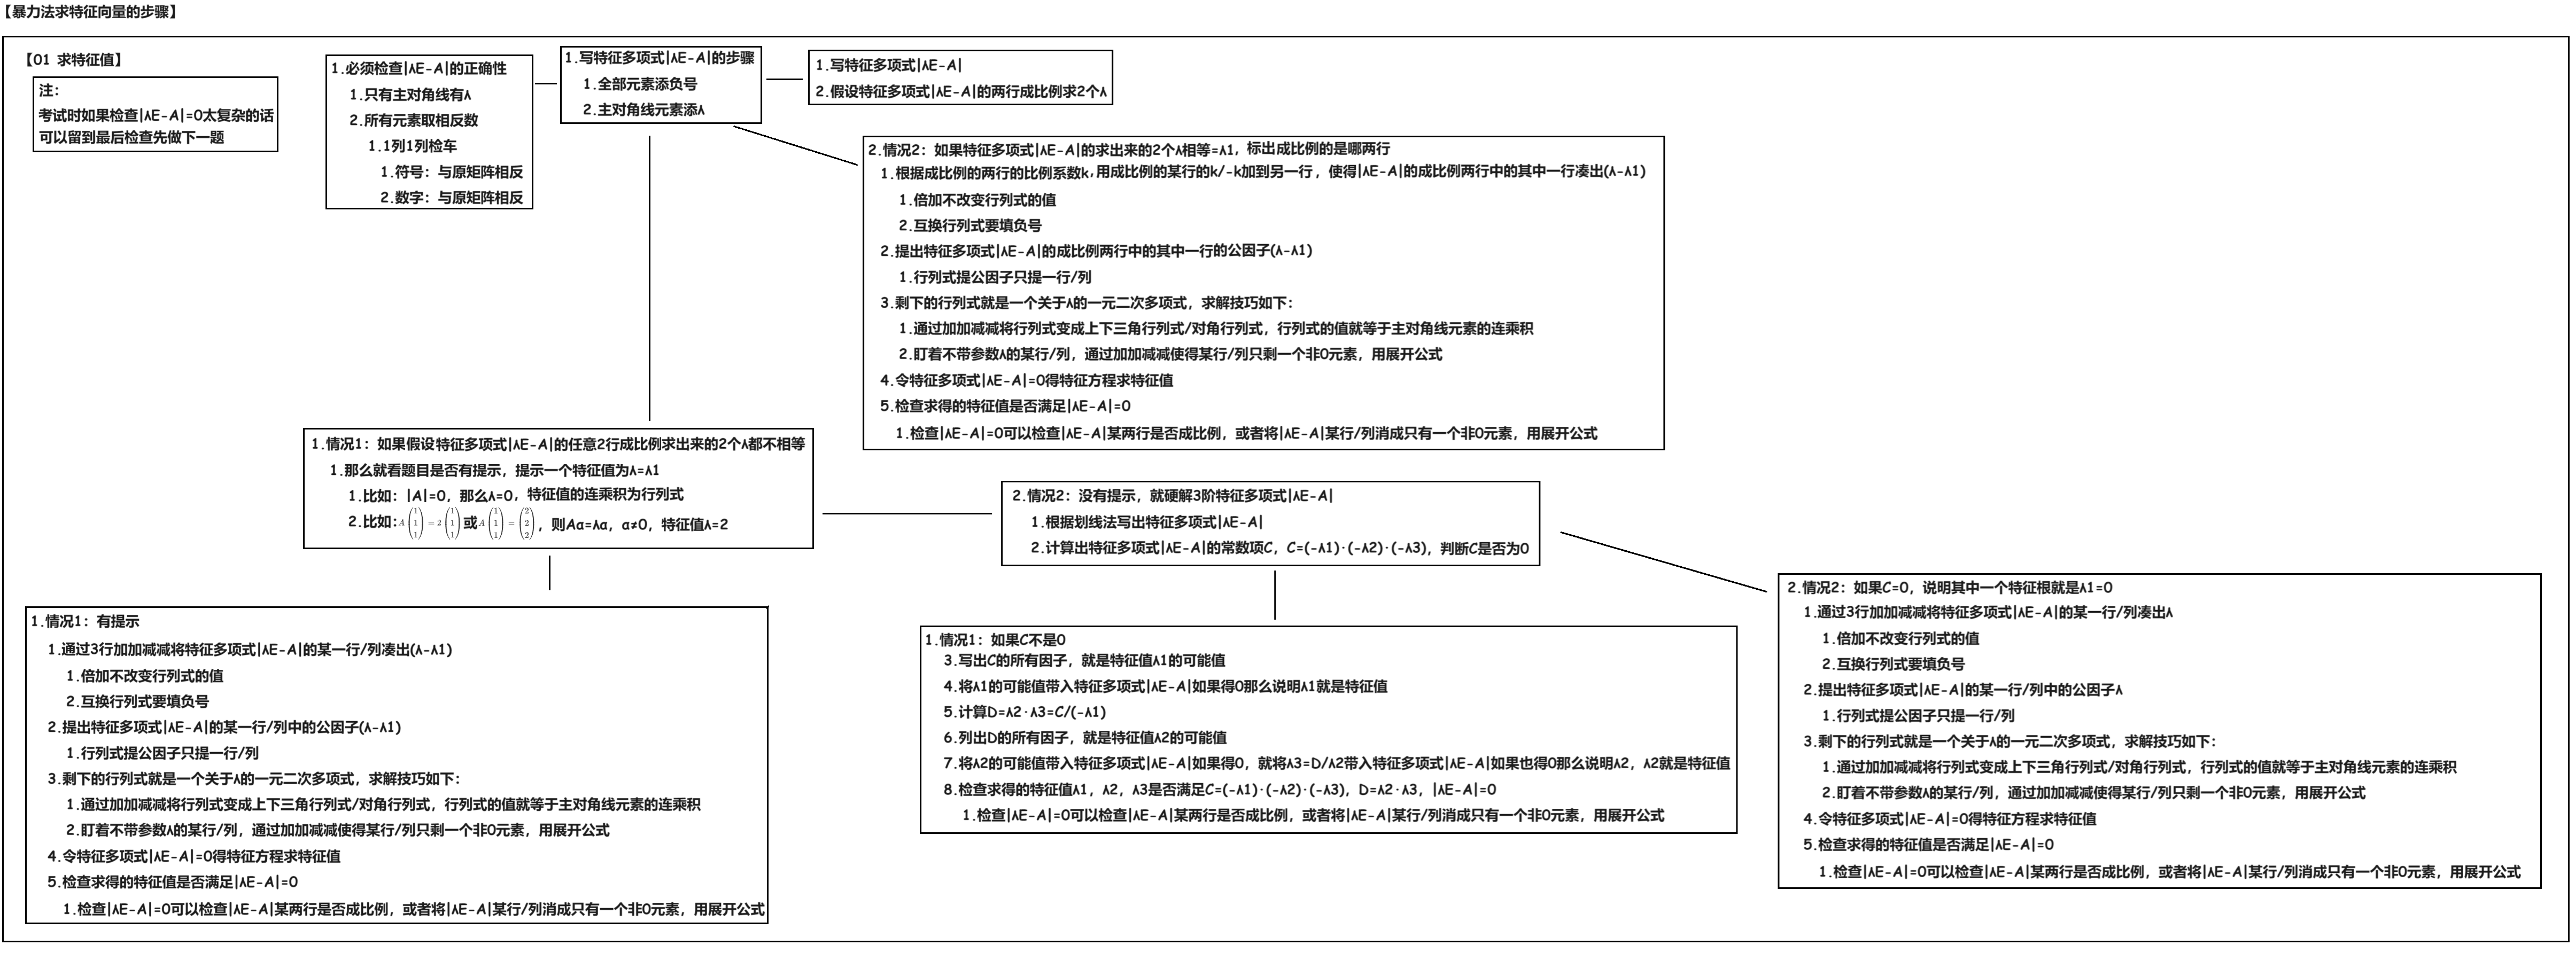 【暴力法求特征向量的步骤】
【01 求特征值】
注：
考试时如果检查|λE-A|=0太复杂的话
可以留到最后检查先做下一题
1.必须检查|λE-A|的正确性
1.只有主对角线有λ
2.所有元素取相反数
1.1列1列检车
1.符号：与原矩阵相反
2.数字：与原矩阵相反
1.写特征多项式|λE-A|的步骤
1.全部元素添负号
2.主对角线元素添λ
1.写特征多项式|λE-A|
2.假设特征多项式|λE-A|的两行成比例求2个λ
2.情况2：如果特征多项式|λE-A|的求出来的2个λ相等=λ1，标出成比例的是哪两行
1.根据成比例的两行的比例系数k,用成比例的某行的k/-k加到另一行，使得|λE-A|的成比例两行中的其中一行凑出(λ-λ1)
1.倍加不改变行列式的值
2.互换行列式要填负号
2.提出特征多项式|λE-A|的成比例两行中的其中一行的公因子(λ-λ1)
1.行列式提公因子只提一行/列
3.剩下的行列式就是一个关于λ的一元二次多项式，求解技巧如下：
1.通过加加减减将行列式变成上下三角行列式/对角行列式，行列式的值就等于主对角线元素的连乘积
2.盯着不带参数λ的某行/列，通过加加减减使得某行/列只剩一个非0元素，用展开公式
4.令特征多项式|λE-A|=0得特征方程求特征值
5.检查求得的特征值是否满足|λE-A|=0
1.检查|λE-A|=0可以检查|λE-A|某两行是否成比例，或者将|λE-A|某行/列消成只有一个非0元素，用展开公式
1.情况1：如果假设特征多项式|λE-A|的任意2行成比例求出来的2个λ都不相等
1.那么就看题目是否有提示，提示一个特征值为λ=λ1
1.比如：|A|=0，那么λ=0，特征值的连乘积为行列式
2.比如：A(1 1 1)=2(1 1 1)或A(1 1 1)=(2 2 2)，则Aα=λα，α≠0，特征值λ=2
2.情况2：没有提示，就硬解3阶特征多项式|λE-A|
1.根据划线法写出特征多项式|λE-A|
2.计算出特征多项式|λE-A|的常数项C，C=(-λ1)·(-λ2)·(-λ3)，判断C是否为0
1.情况1：有提示
1.通过3行加加减减将特征多项式|λE-A|的某一行/列凑出(λ-λ1)
1.倍加不改变行列式的值
2.互换行列式要填负号
2.提出特征多项式|λE-A|的某一行/列中的公因子(λ-λ1)
1.行列式提公因子只提一行/列
3.剩下的行列式就是一个关于λ的一元二次多项式，求解技巧如下：
1.通过加加减减将行列式变成上下三角行列式/对角行列式，行列式的值就等于主对角线元素的连乘积
2.盯着不带参数λ的某行/列，通过加加减减使得某行/列只剩一个非0元素，用展开公式
4.令特征多项式|λE-A|=0得特征方程求特征值
5.检查求得的特征值是否满足|λE-A|=0
1.检查|λE-A|=0可以检查|λE-A|某两行是否成比例，或者将|λE-A|某行/列消成只有一个非0元素，用展开公式
1.情况1：如果C不是0
3.写出C的所有因子，就是特征值λ1的可能值
4.将λ1的可能值带入特征多项式|λE-A|如果得0那么说明λ1就是特征值
5.计算D=λ2·λ3=C/(-λ1)
6.列出D的所有因子，就是特征值λ2的可能值
7.将λ2的可能值带入特征多项式|λE-A|如果得0，就将λ3=D/λ2带入特征多项式|λE-A|如果也得0那么说明λ2，λ2就是特征值
8.检查求得的特征值λ1，λ2，λ3是否满足C=(-λ1)·(-λ2)·(-λ3)，D=λ2·λ3，|λE-A|=0
1.检查|λE-A|=0可以检查|λE-A|某两行是否成比例，或者将|λE-A|某行/列消成只有一个非0元素，用展开公式
2.情况2：如果C=0，说明其中一个特征根就是λ1=0
1.通过3行加加减减将特征多项式|λE-A|的某一行/列凑出λ
1.倍加不改变行列式的值
2.互换行列式要填负号
2.提出特征多项式|λE-A|的某一行/列中的公因子λ
1.行列式提公因子只提一行/列
3.剩下的行列式就是一个关于λ的一元二次多项式，求解技巧如下：
1.通过加加减减将行列式变成上下三角行列式/对角行列式，行列式的值就等于主对角线元素的连乘积
2.盯着不带参数λ的某行/列，通过加加减减使得某行/列只剩一个非0元素，用展开公式
4.令特征多项式|λE-A|=0得特征方程求特征值
5.检查求得的特征值是否满足|λE-A|=0
1.检查|λE-A|=0可以检查|λE-A|某两行是否成比例，或者将|λE-A|某行/列消成只有一个非0元素，用展开公式